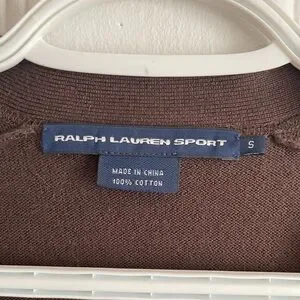 RALPH LAUREN SPORT
S
MADE IN CHINA
100% COTTON